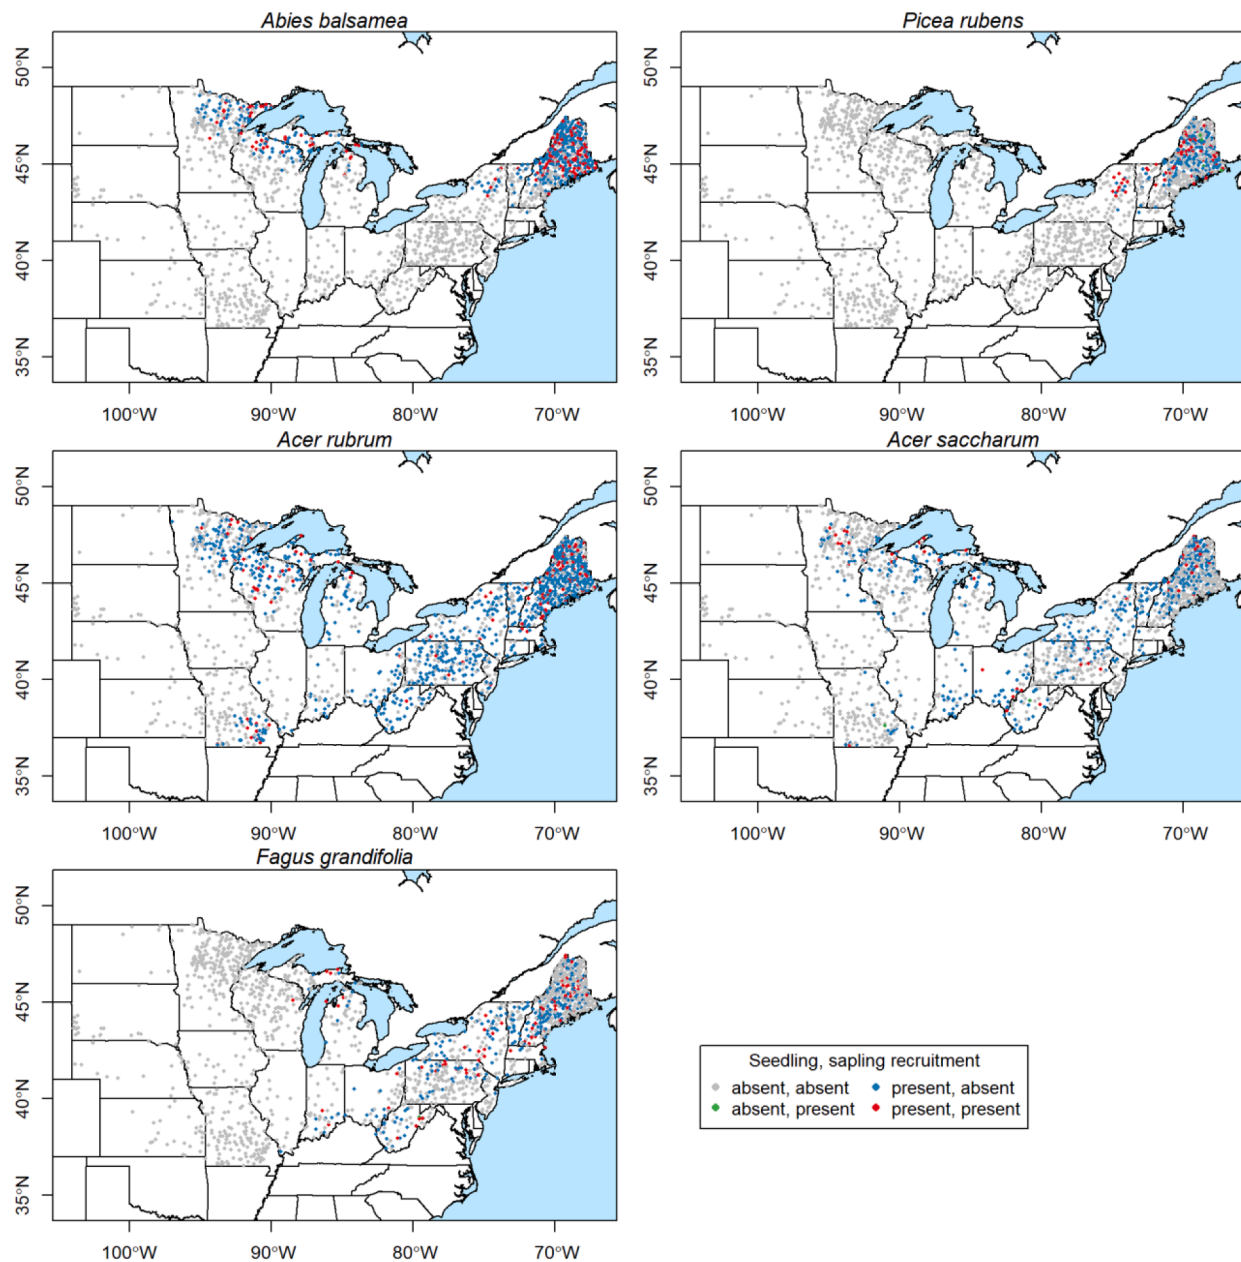 Abies balsamea
Picea rubens
50°N
45°N
40°N
35°N
100°W
90°W
80°W
70°W
50°N
45°N
40°N
35°N
100°W
90°W
80°W
70°W
Acer rubrum
Acer saccharum
50°N
45°N
40°N
35°N
100°W
90°W
80°W
70°W
50°N
45°N
40°N
35°N
100°W
90°W
80°W
70°W
Fagus grandifolia
50°N
45°N
40°N
35°N
100°W
90°W
80°W
70°W
Seedling, sapling recruitment
absent, absent
present, absent
absent, present
present, present